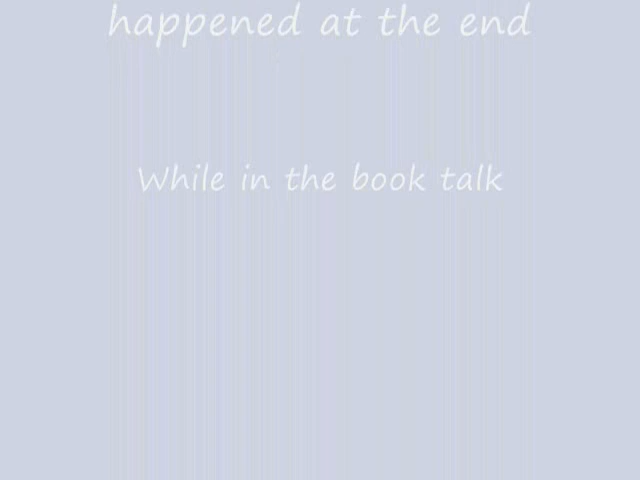 happened at the end
While in the book talk